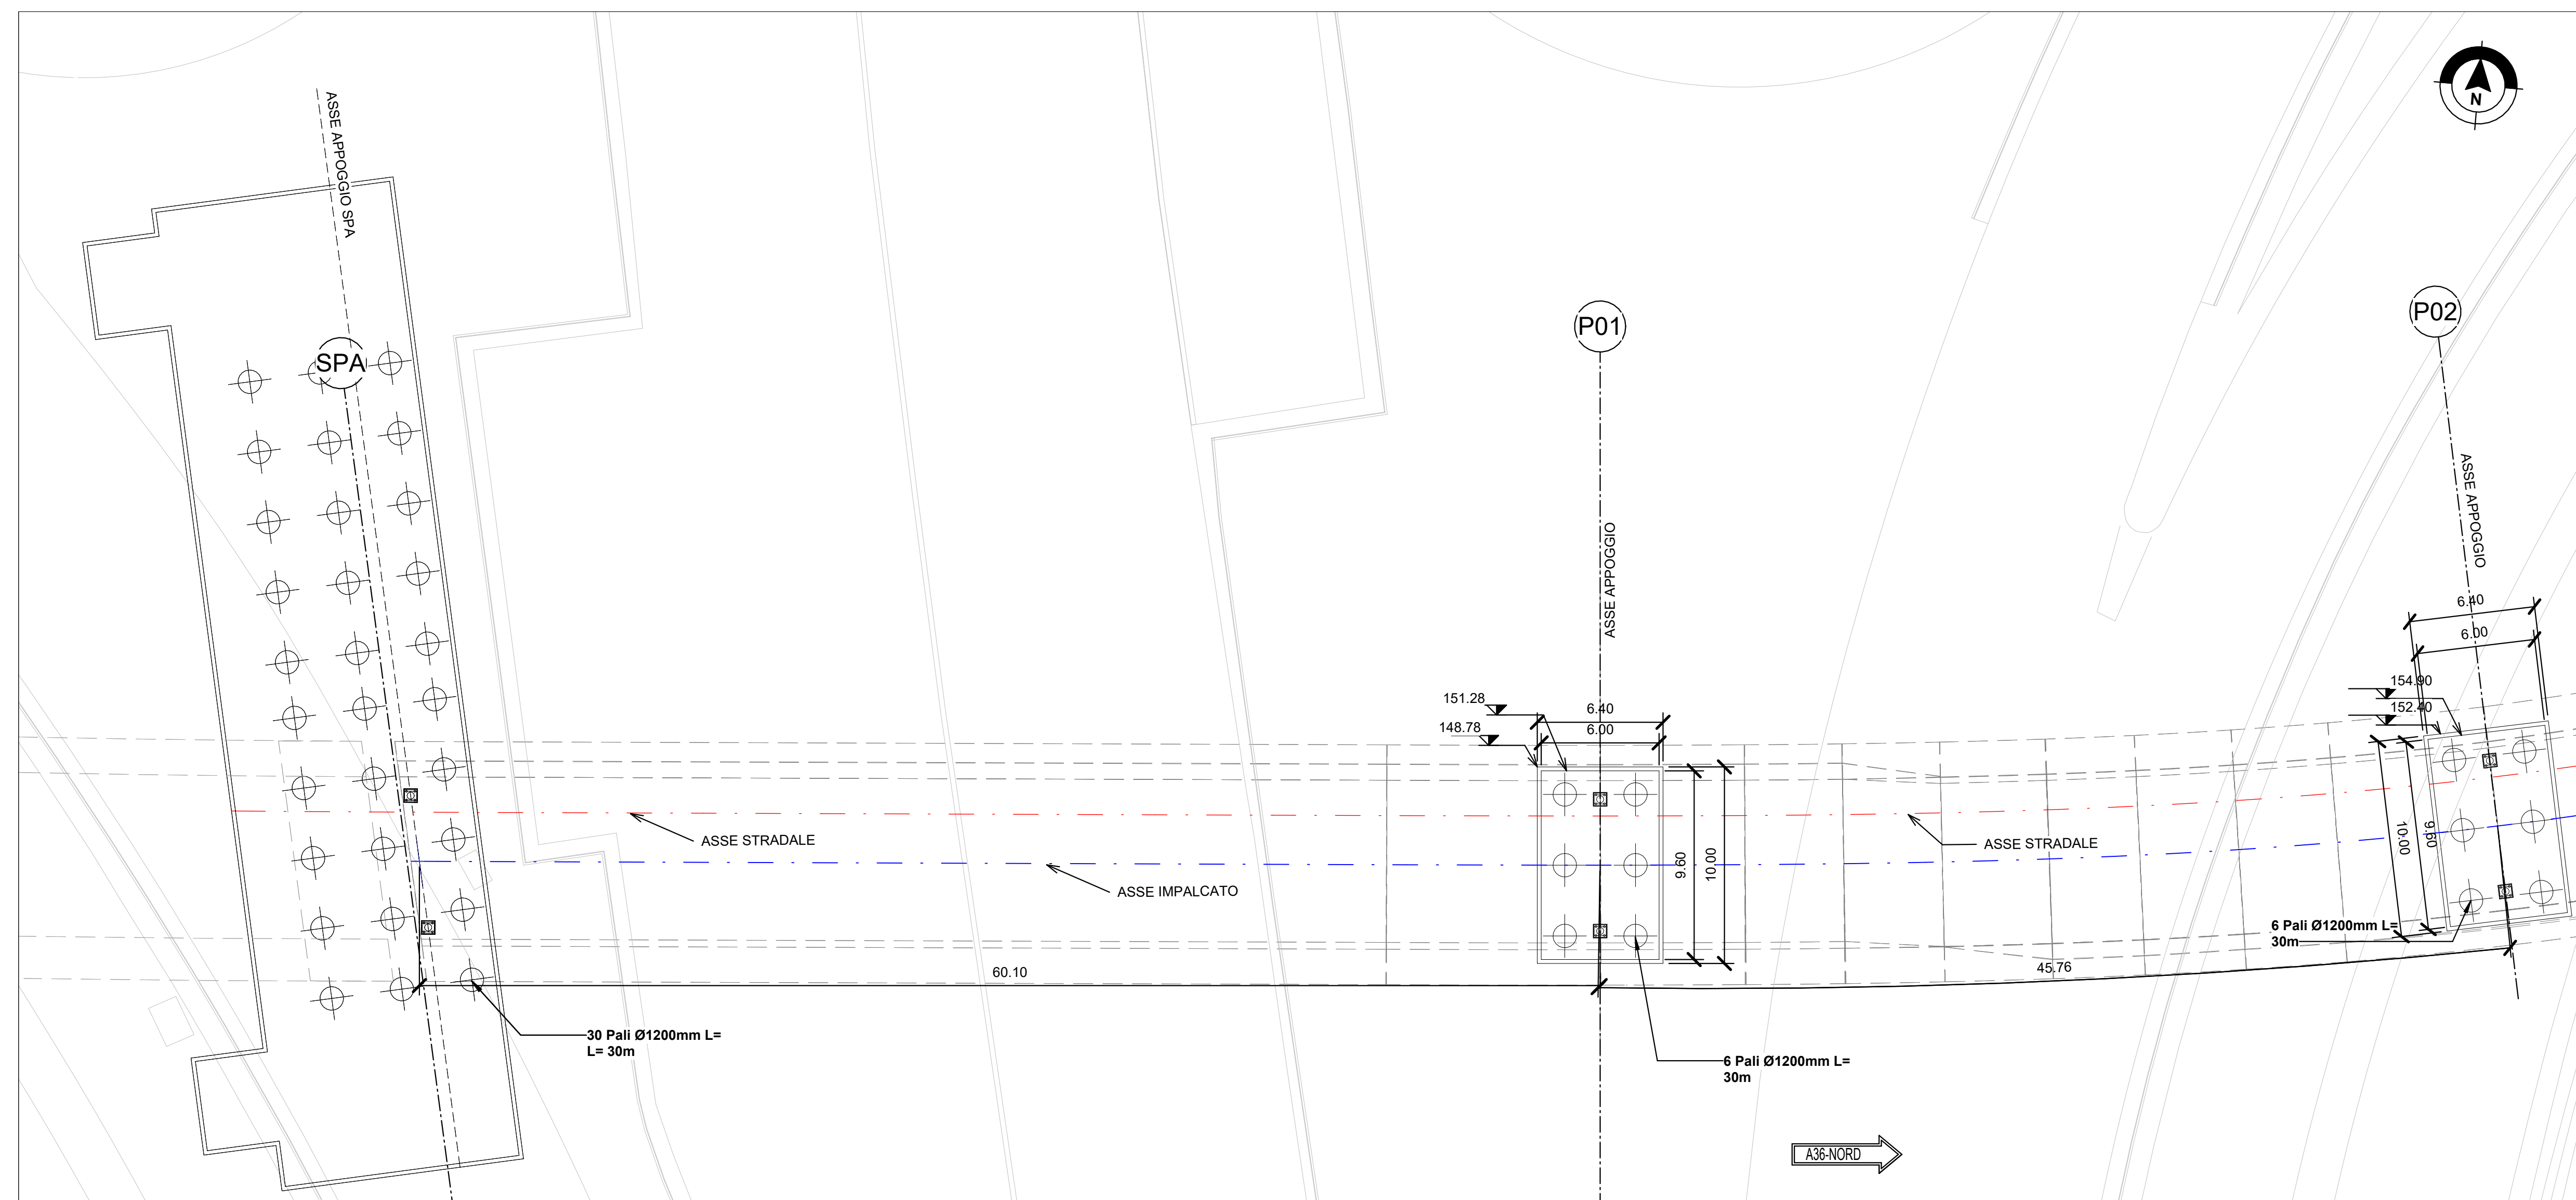 N
ASSE APPOGGIO SPA
SPA
P01
P02
ASSE APPOGGIO
ASSE APPOGGIO
6.40
6.00
154.90
152.40
151.28
148.78
6.40
6.00
ASSE STRADALE
ASSE STRADALE
9.60
10.00
10.00
9.60
ASSE IMPALCATO
6 Pali Ø1200mm L=
30m
60.10
45.76
30 Pali Ø1200mm L=
L= 30m
6 Pali Ø1200mm L=
30m
A36-NORD